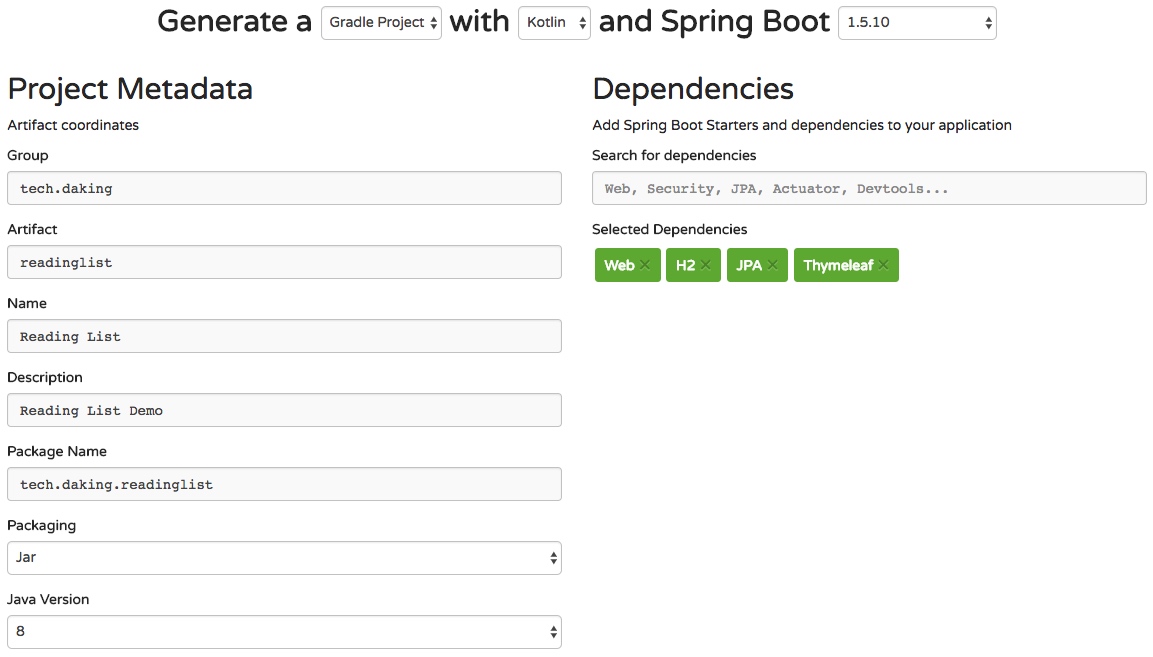 Generate a Gradle Project with Kotlin and Spring Boot 1.5.10
Project Metadata
Artifact coordinates
Group
tech.daking
Artifact
readinglist
Name
Reading List
Description
Reading List Demo
Package Name
tech.daking.readinglist
Packaging
Jar
Java Version
8
Dependencies
Add Spring Boot Starters and dependencies to your application
Search for dependencies
Web, Security, JPA, Actuator, Devtools...
Selected Dependencies
Web × H2 × JPA × Thymeleaf ×